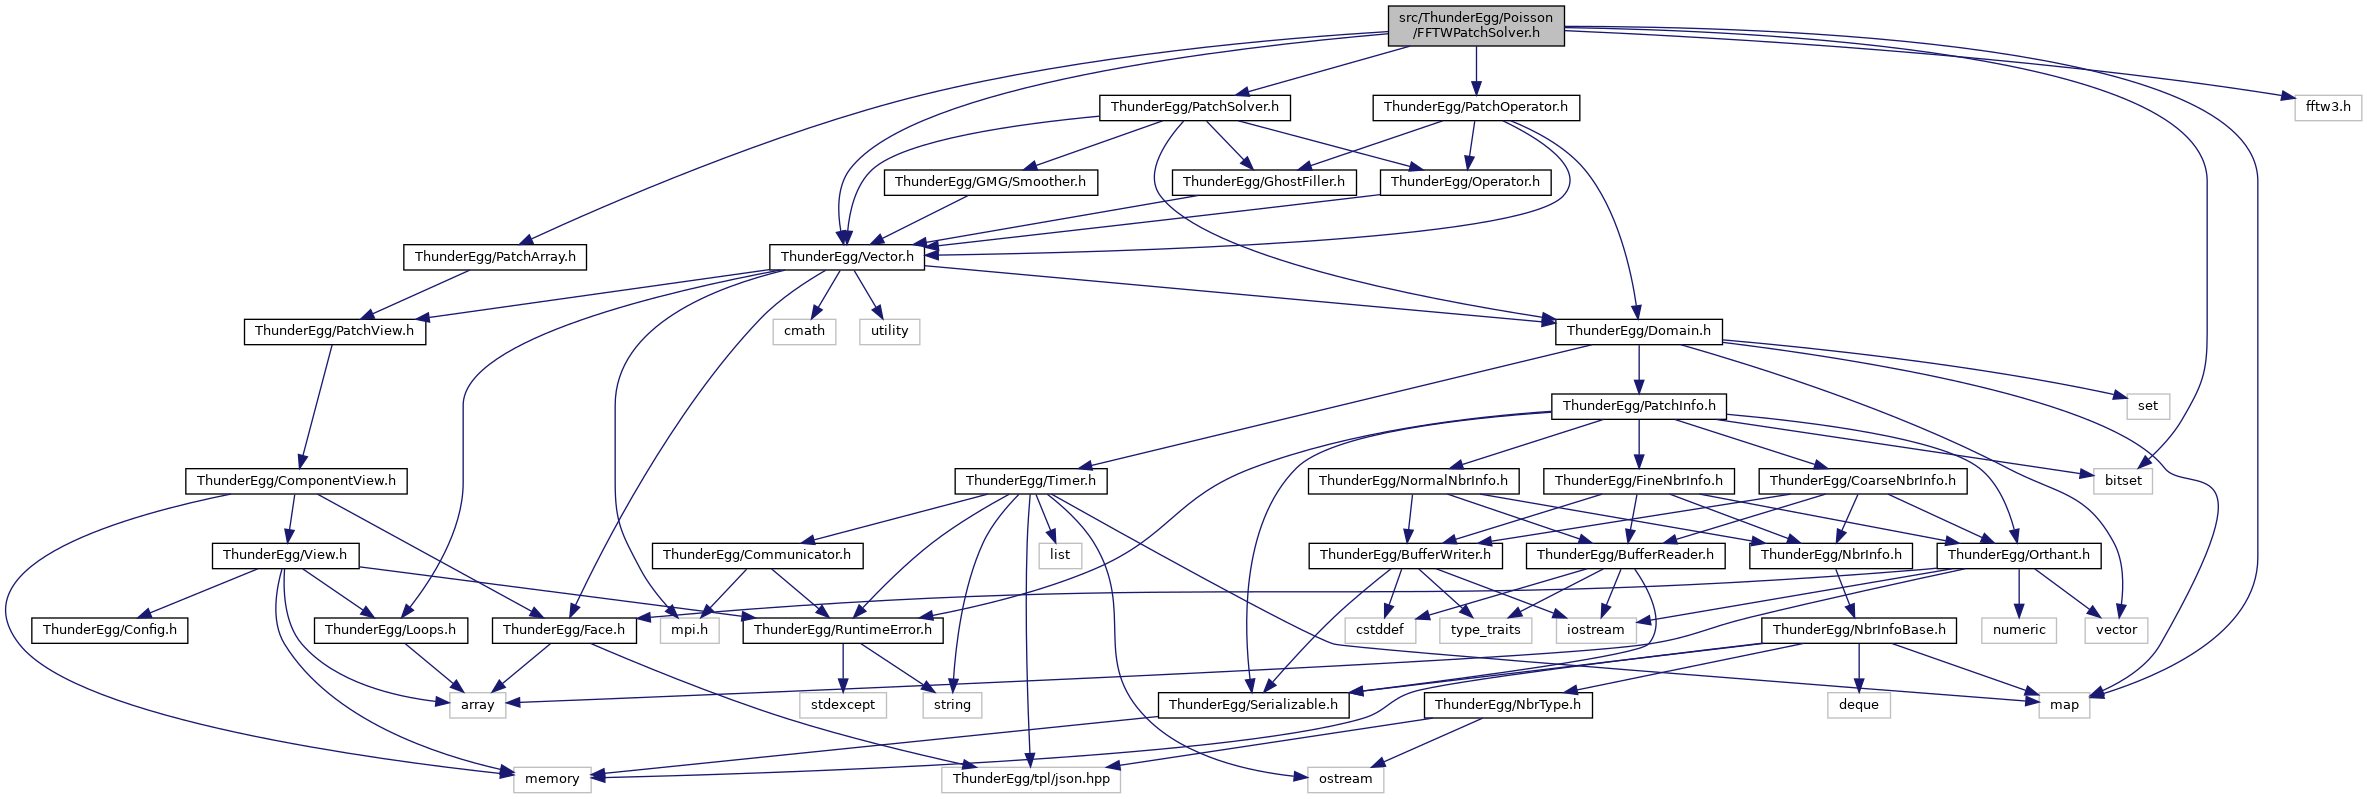 src/ThunderEgg/Poisson
/FFTWPatchSolver.h
ThunderEgg/PatchSolver.h
ThunderEgg/PatchOperator.h
fftw3.h
ThunderEgg/GMG/Smoother.h
ThunderEgg/GhostFiller.h
ThunderEgg/Operator.h
ThunderEgg/PatchArray.h
ThunderEgg/Vector.h
ThunderEgg/PatchView.h
cmath
utility
ThunderEgg/Domain.h
ThunderEgg/PatchInfo.h
set
ThunderEgg/ComponentView.h
ThunderEgg/Timer.h
ThunderEgg/NormalNbrInfo.h
ThunderEgg/FineNbrInfo.h
ThunderEgg/CoarseNbrInfo.h
bitset
ThunderEgg/View.h
ThunderEgg/Communicator.h
list
ThunderEgg/BufferWriter.h
ThunderEgg/BufferReader.h
ThunderEgg/NbrInfo.h
ThunderEgg/Orthant.h
ThunderEgg/Config.h
ThunderEgg/Loops.h
ThunderEgg/Face.h
mpi.h
ThunderEgg/RuntimeError.h
cstddef
type_traits
iostream
ThunderEgg/NbrInfoBase.h
numeric
vector
array
stdexcept
string
ThunderEgg/Serializable.h
ThunderEgg/NbrType.h
deque
map
memory
ThunderEgg/tpl/json.hpp
ostream